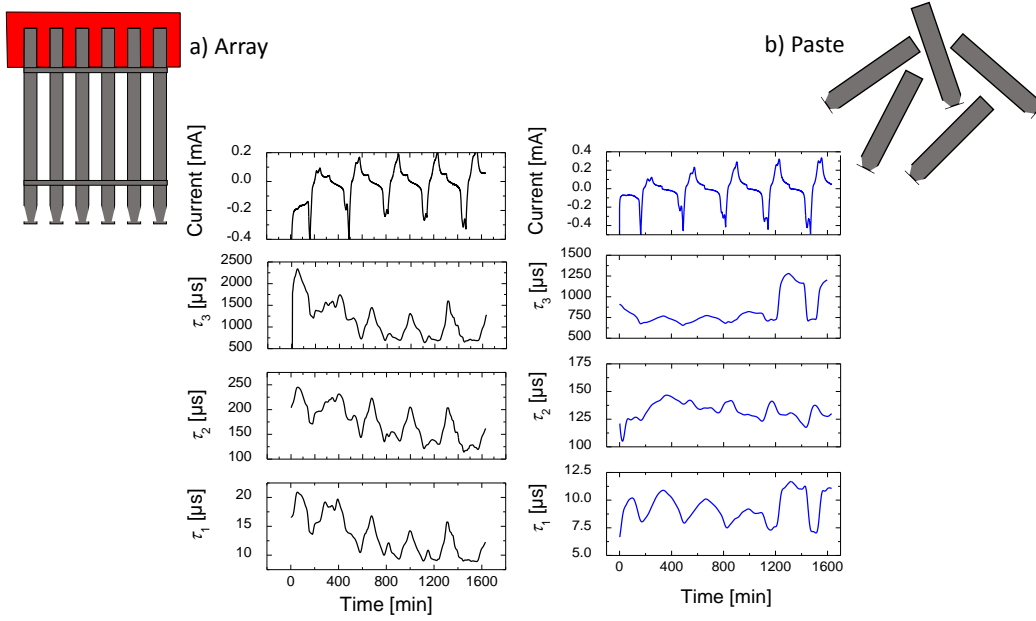 a) Array
b) Paste
Current [mA]
0.2
0.0
-0.2
-0.4
τ3 [µs]
2500
2000
1500
1000
500
τ2 [µs]
250
200
150
100
τ1 [µs]
20
15
10
0 400 800 1200 1600
Time [min]
Current [mA]
0.4
0.2
0.0
-0.2
-0.4
τ3 [µs]
1500
1250
1000
750
500
τ2 [µs]
175
150
125
100
τ1 [µs]
12.5
10.0
7.5
5.0
0 400 800 1200 1600
Time [min]